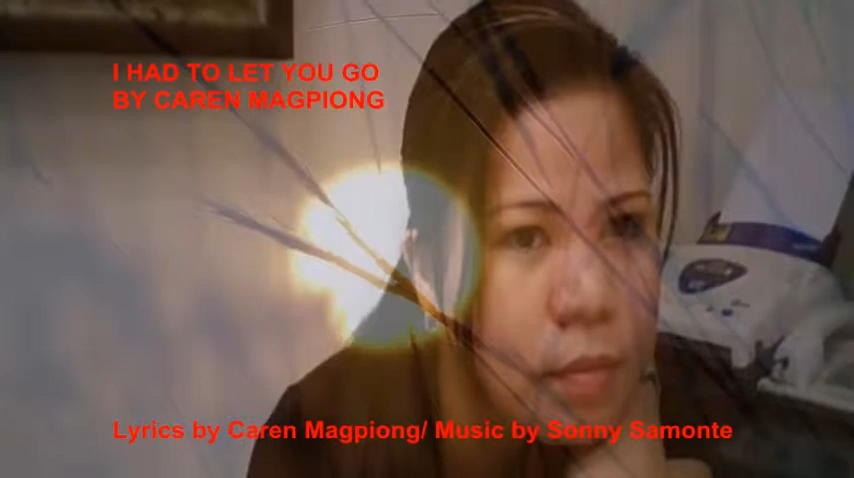 I HAD TO LET YOU GO
BY CAREN MAGPIONG
Lyrics by Caren Magpiong/ Music by Sonny Samonte